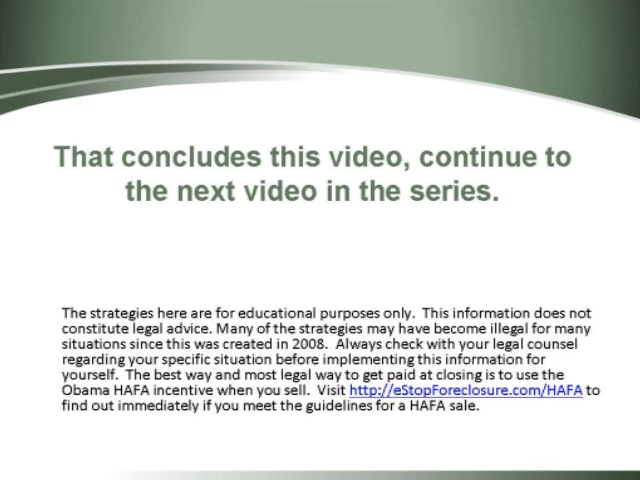 That concludes this video, continue to
the next video in the series.
The strategies here are for educational purposes only.  This information does not
constitute legal advice. Many of the strategies may have become illegal for many
situations since this was created in 2008.  Always check with your legal counsel
regarding your specific situation before implementing this information for
yourself.  The best way and most legal way to get paid at closing is to use the
Obama HAFA incentive when you sell.  Visit http://eStopForeclosure.com/HAFA to
find out immediately if you meet the guidelines for a HAFA sale.